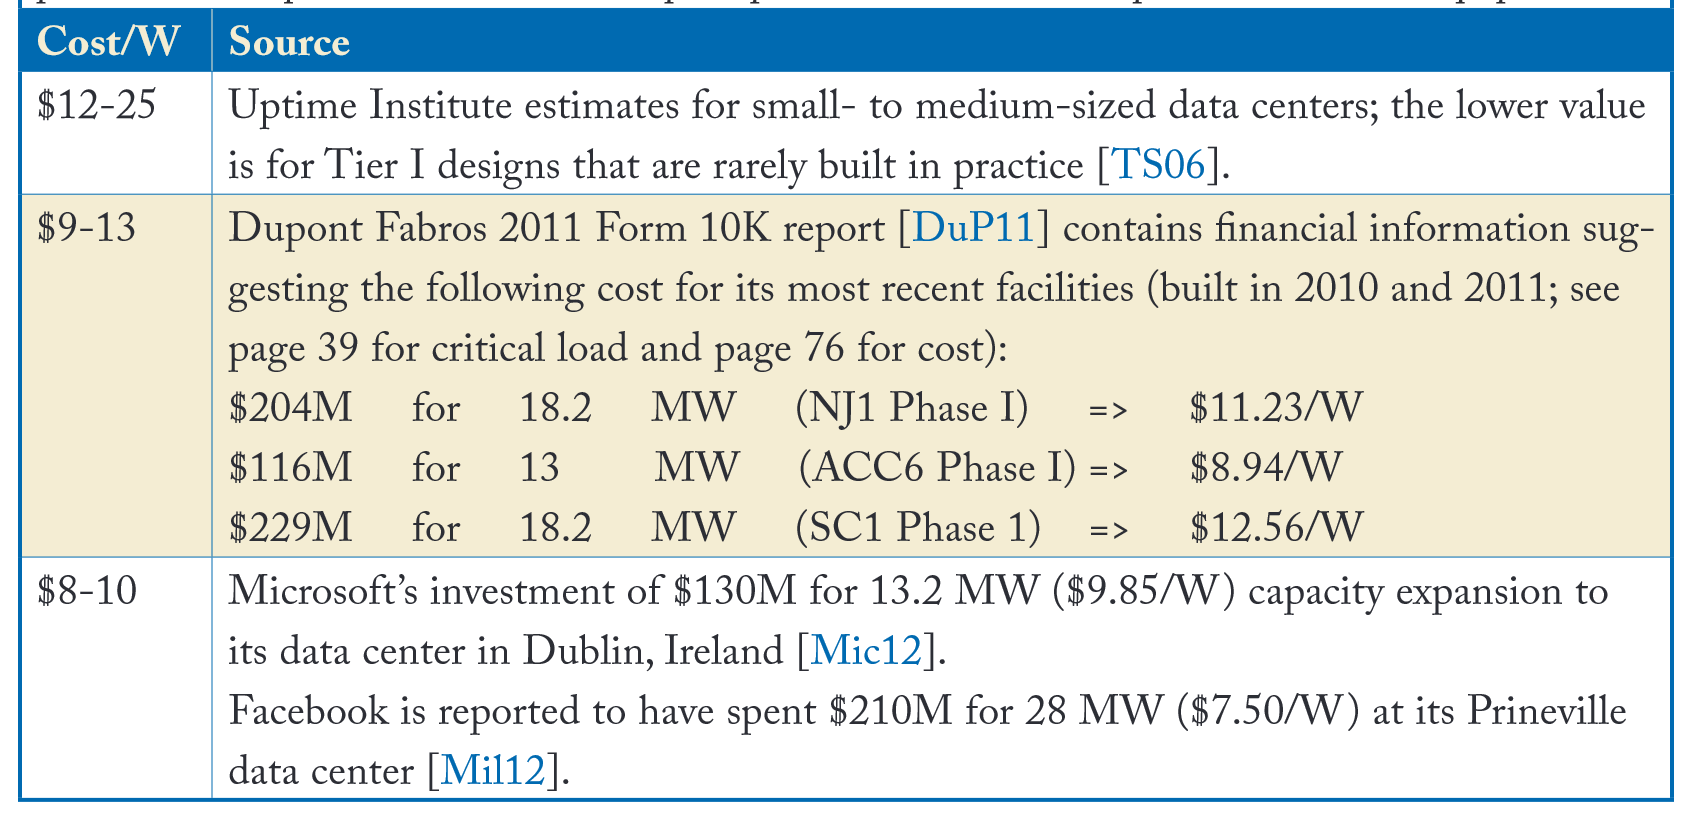 Cost/W Source
$12-25 Uptime Institute estimates for small- to medium-sized data centers; the lower value
is for Tier I designs that are rarely built in practice [TS06].
$9-13 Dupont Fabros 2011 Form 10K report [DuP11] contains financial information sug-
gesting the following cost for its most recent facilities (built in 2010 and 2011; see
page 39 for critical load and page 76 for cost):
$204M for 18.2 MW (NJ1 Phase I) => $11.23/W
$116M for 13 MW (ACC6 Phase I) => $8.94/W
$229M for 18.2 MW (SC1 Phase 1) => $12.56/W
$8-10 Microsoft’s investment of $130M for 13.2 MW ($9.85/W) capacity expansion to
its data center in Dublin, Ireland [Mic12].
Facebook is reported to have spent $210M for 28 MW ($7.50/W) at its Prineville
data center [Mil12].